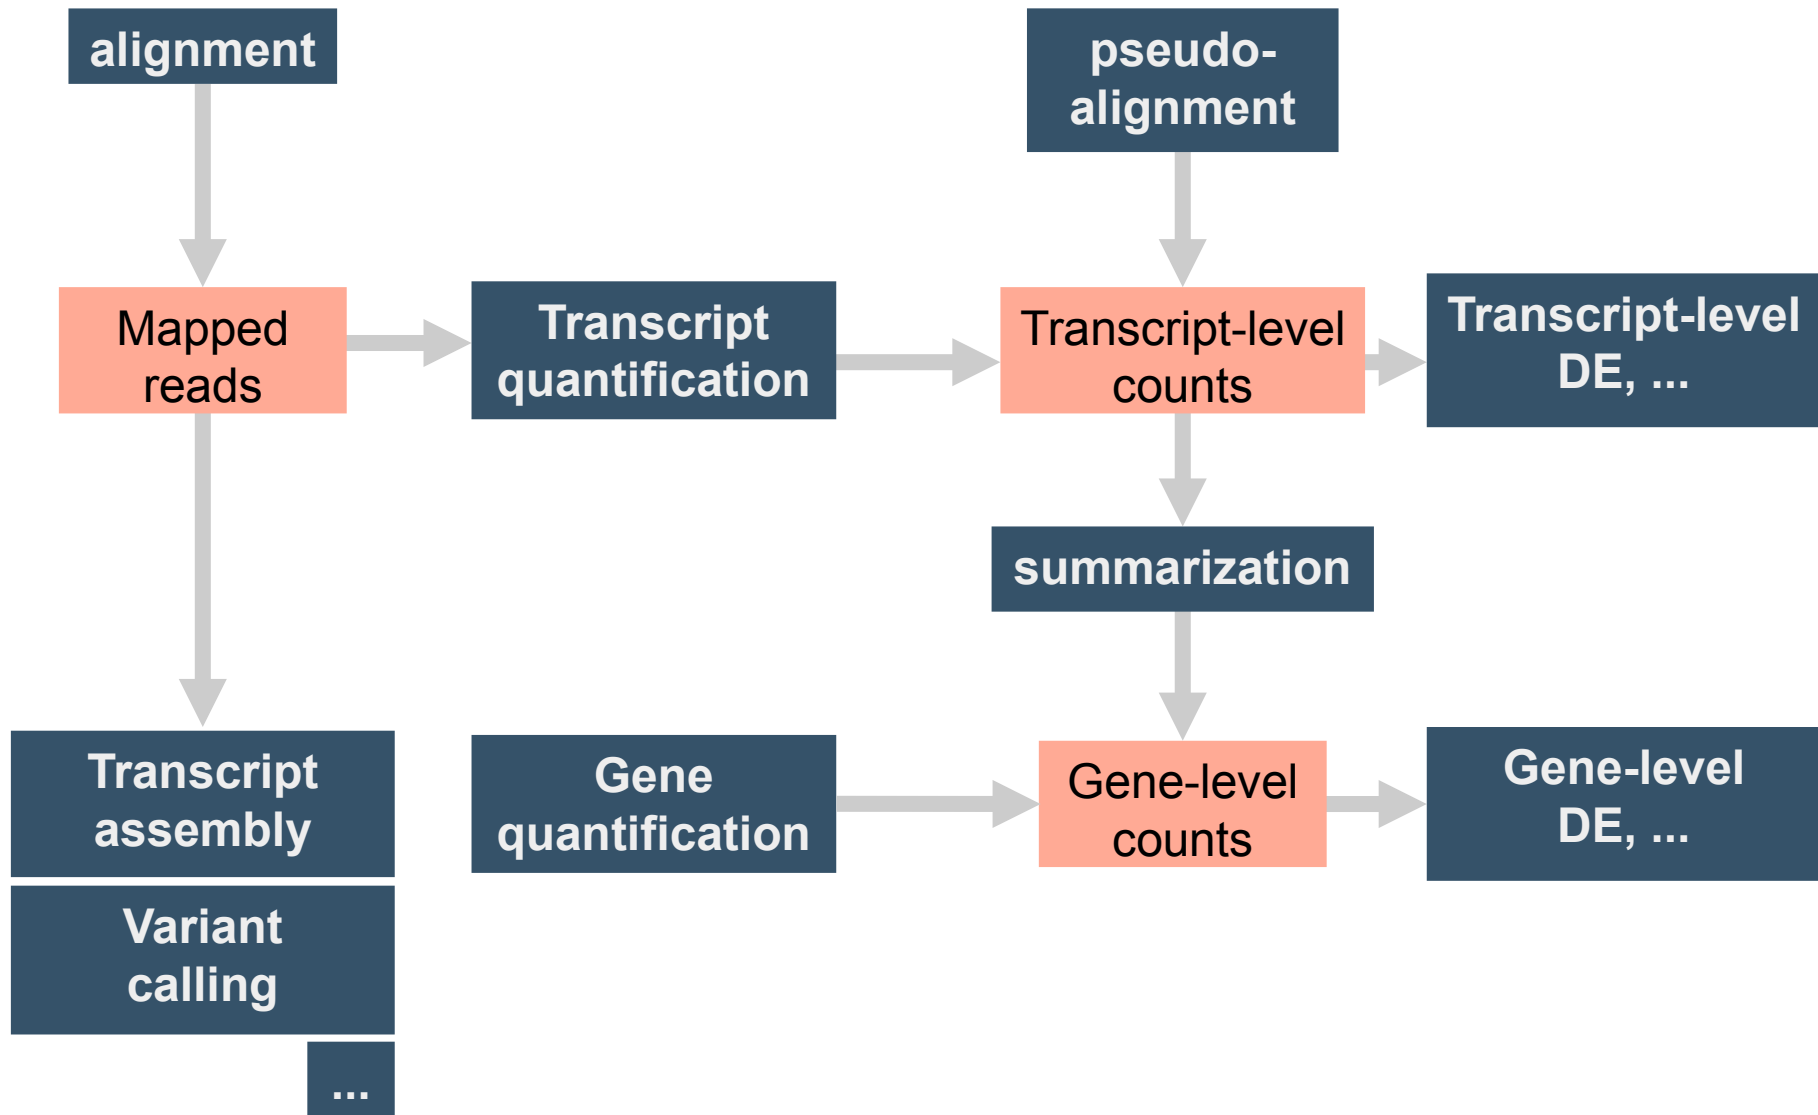 alignment
pseudo-
alignment
Mapped
reads
Transcript
quantification
Transcript-level
counts
Transcript-level
DE, ...
summarization
Transcript
assembly
Gene
quantification
Gene-level
counts
Gene-level
DE, ...
Variant
calling
...